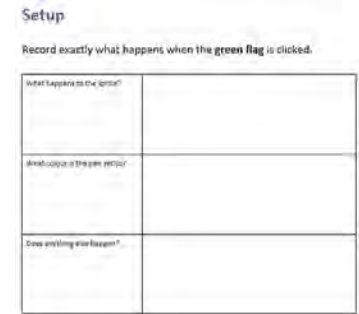 Setup
Record exactly what happens when the green flag is clicked.
What happens to the sprite?
What colour is the pen set to?
Does anything else happen?